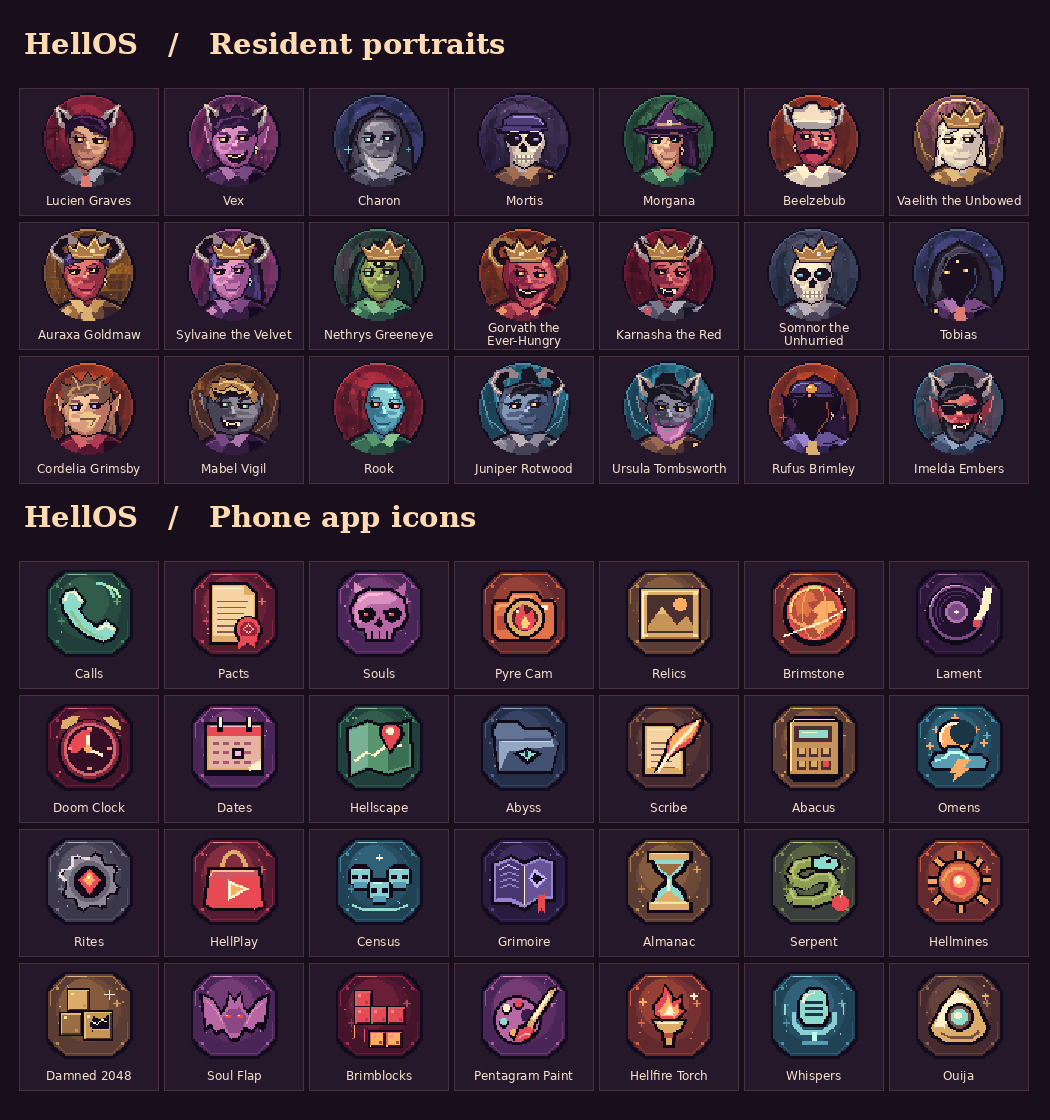 HellOS / Resident portraits
Lucien Graves
Vex
Charon
Mortis
Morgana
Beelzebub
Vaelith the Unbowed
Auraxa Goldmaw
Sylvaine the Velvet
Nethrys Greeneye
Gorvath the
Ever-Hungry
Karnasha the Red
Somnor the
Unhurried
Tobias
Cordelia Grimsby
Mabel Vigil
Rook
Juniper Rotwood
Ursula Tombsworth
Rufus Brimley
Imelda Embers
HellOS / Phone app icons
Calls
Pacts
Souls
Pyre Cam
Relics
Brimstone
Lament
Doom Clock
Dates
Hellscape
Abyss
Scribe
Abacus
Omens
Rites
HellPlay
Census
Grimoire
Almanac
Serpent
Hellmines
Damned 2048
Soul Flap
Brimblocks
Pentagram Paint
Hellfire Torch
Whispers
Ouija